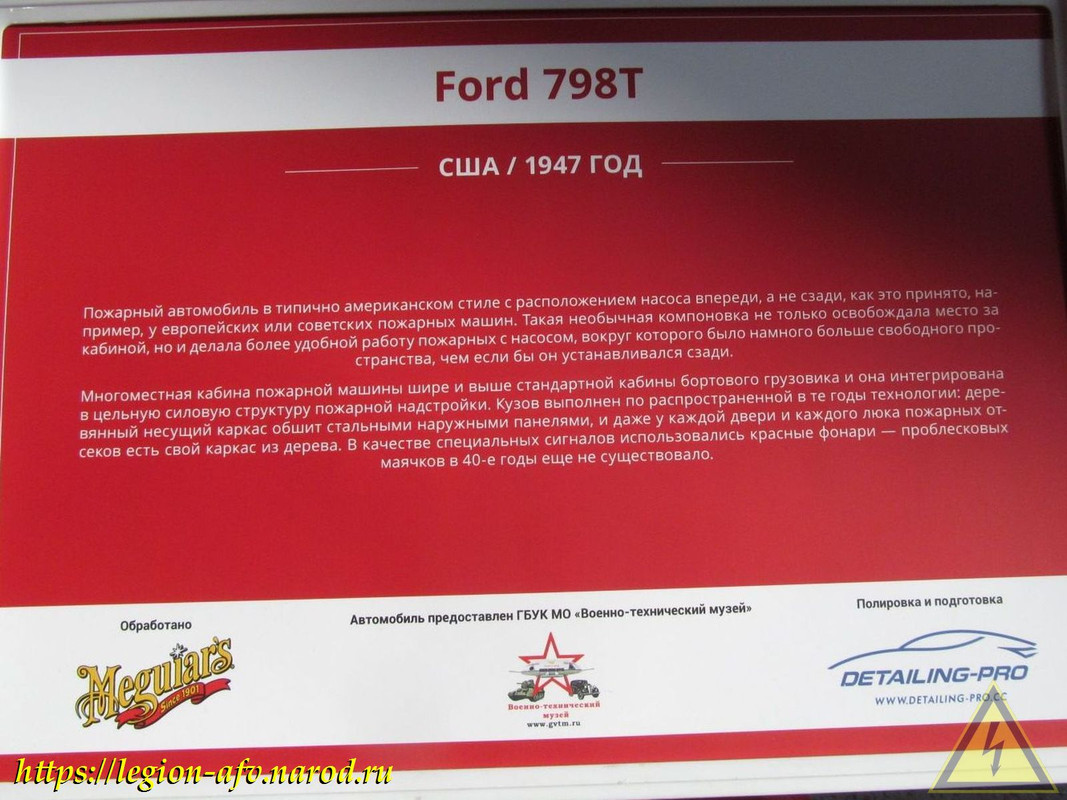 Ford 798T
США / 1947 ГОД
Пожарный автомобиль в типично американском стиле с расположением насоса впереди, а не сзади, как это принято, на-
пример, у европейских или советских пожарных машин. Такая необычная компоновка не только освобождала место за
кабиной, но и делала более удобной работу пожарных с насосом, вокруг которого было намного больше свободного про-
странства, чем если бы он устанавливался сзади.
Многоместная кабина пожарной машины шире и выше стандартной кабины бортового грузовика и она интегрирована
в цельную силовую структуру пожарной надстройки. Кузов выполнен по распространенной в те годы технологии: дере-
вянный несущий каркас обшит стальными наружными панелями, и даже у каждой двери и каждого люка пожарных от-
секов есть свой каркас из дерева. В качестве специальных сигналов использовались красные фонари — проблесковых
маячков в 40-е годы еще не существовало.
Обработано
Meguiar's
Since 1901
Автомобиль предоставлен ГБУК МО «Военно-технический музей»
Военно-технический
музей
www.gvtm.ru
Полировка и подготовка
DETAILING-PRO
WWW.DETAILING-PRO.CC
https://legion-afv.narod.ru